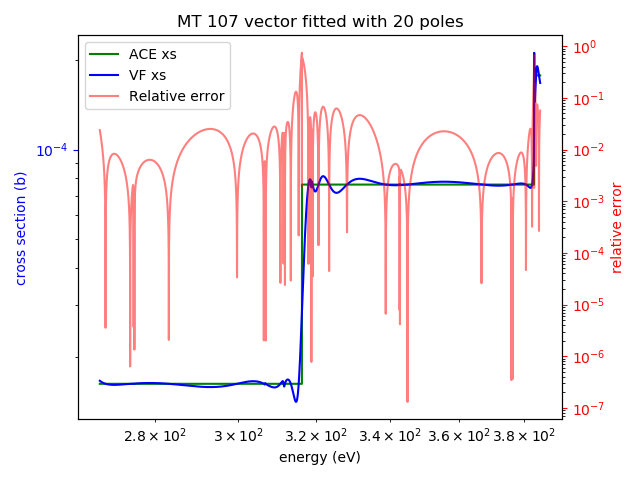 MT 107 vector fitted with 20 poles
ACE xs
VF xs
Relative error
10⁻⁴
cross section (b)
10⁰
10⁻¹
10⁻²
10⁻³
10⁻⁴
10⁻⁵
10⁻⁶
10⁻⁷
relative error
2.8 × 10² 3 × 10² 3.2 × 10² 3.4 × 10² 3.6 × 10² 3.8 × 10²
energy (eV)